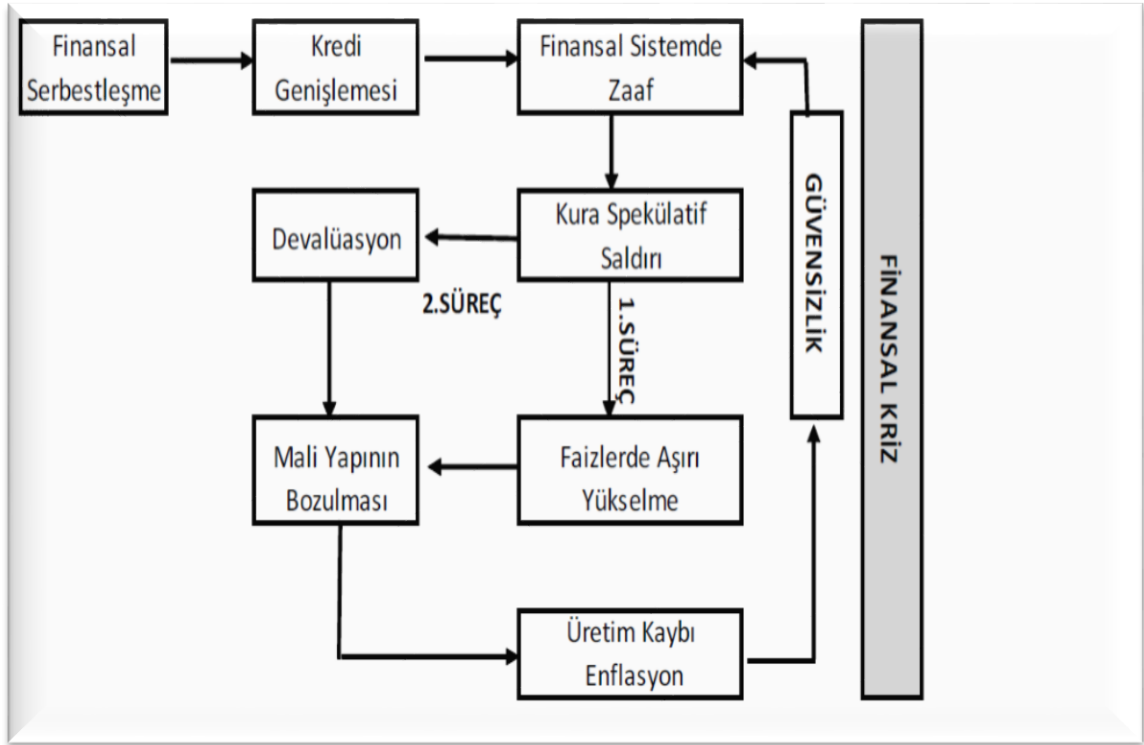 Finansal
Serbestleşme
Kredi
Genişlemesi
Finansal Sistemde
Zaaf
Kura Spekülatif
Saldırı
Devalüasyon
2.SÜREÇ
1.SÜREÇ
Mali Yapının
Bozulması
Faizlerde Aşırı
Yükselme
Üretim Kaybı
Enflasyon
GÜVENSİZLİK
FİNANSAL KRİZ